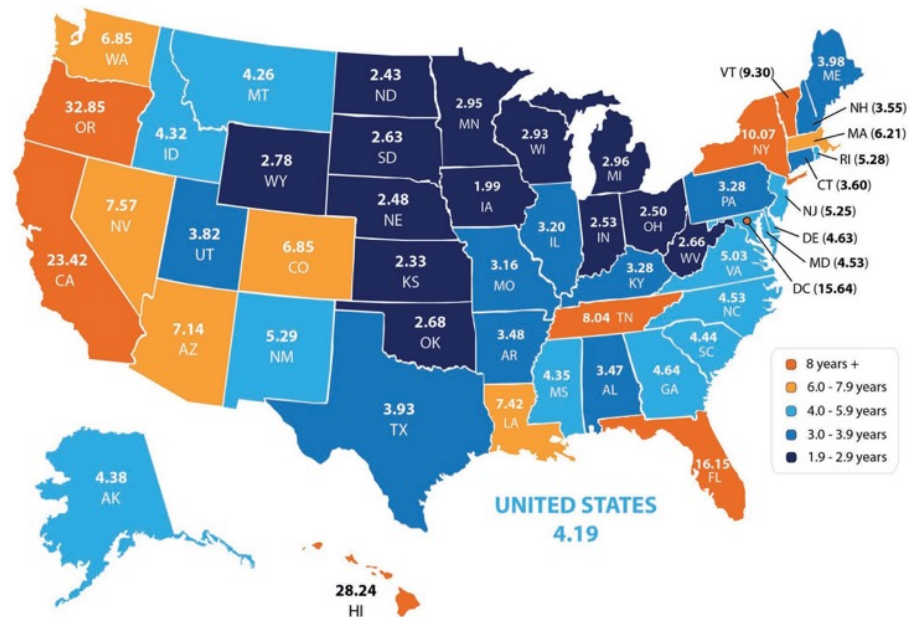 6.85
WA
32.85
OR
23.42
CA
7.57
NV
4.32
ID
4.26
MT
2.78
WY
3.82
UT
6.85
CO
7.14
AZ
5.29
NM
2.43
ND
2.63
SD
2.48
NE
2.33
KS
2.68
OK
3.93
TX
2.95
MN
1.99
IA
3.16
MO
3.48
AR
7.42
LA
2.93
WI
3.20
IL
2.96
MI
2.53
IN
2.50
OH
3.28
KY
8.04 TN
4.35
MS
3.47
AL
4.64
GA
16.15
FL
4.44
SC
4.53
NC
5.03
VA
2.66
WV
3.28
PA
10.07
NY
3.98
ME
VT (9.30)
NH (3.55)
MA (6.21)
RI (5.28)
CT (3.60)
NJ (5.25)
DE (4.63)
MD (4.53)
DC (15.64)
8 years +
6.0 - 7.9 years
4.0 - 5.9 years
3.0 - 3.9 years
1.9 - 2.9 years
4.38
AK
28.24
HI
UNITED STATES
4.19